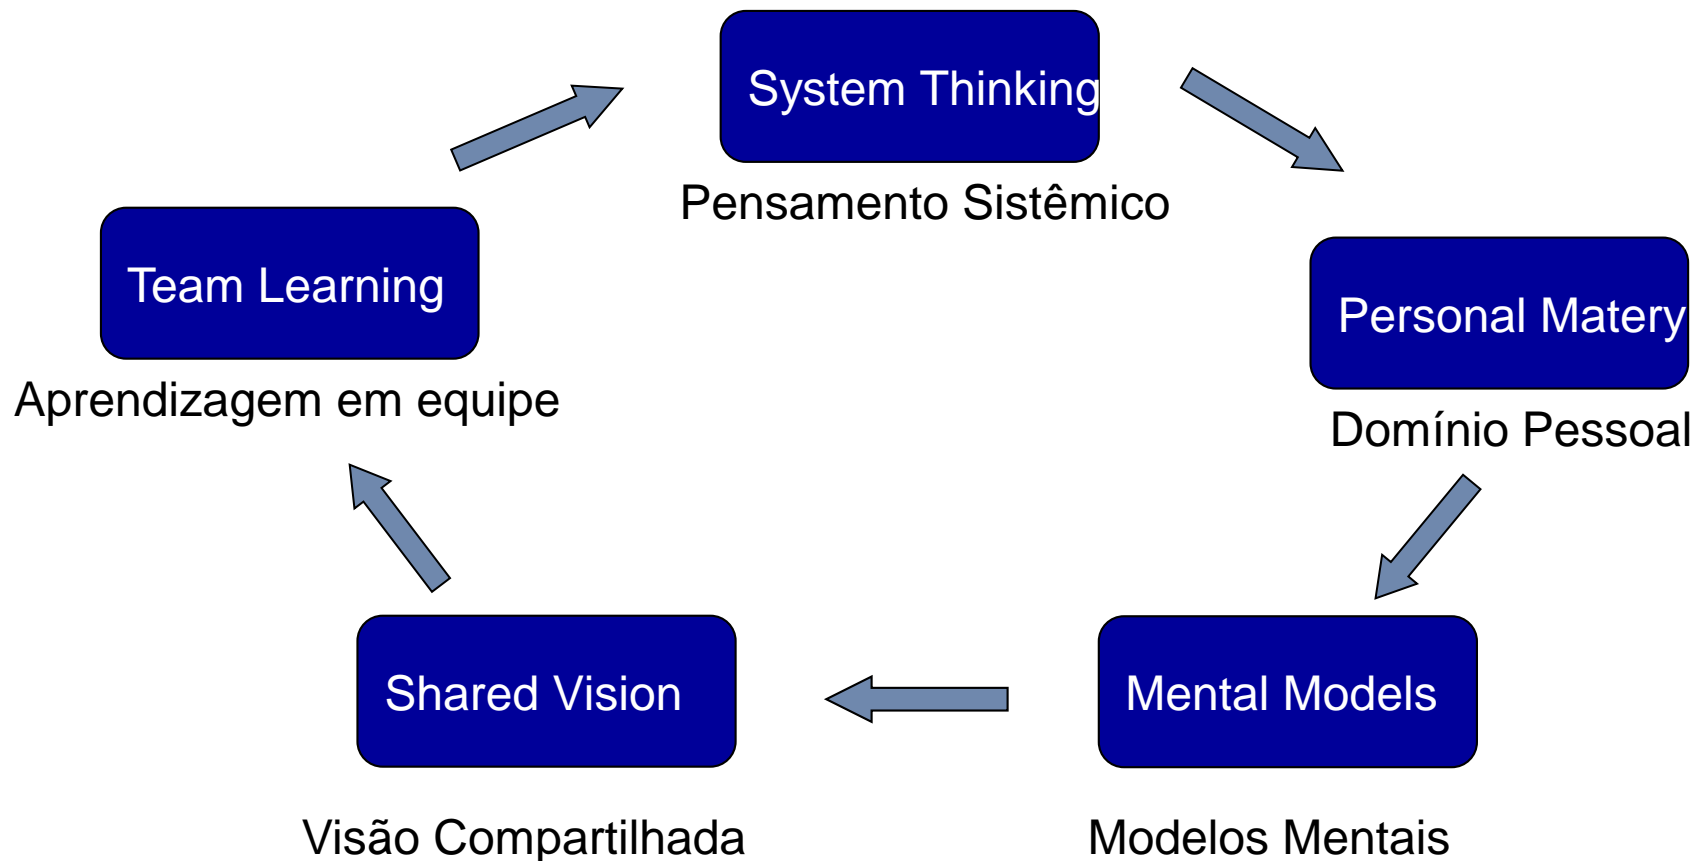 System Thinking
Pensamento Sistêmico
Team Learning
Aprendizagem em equipe
Personal Matery
Domínio Pessoal
Shared Vision
Visão Compartilhada
Mental Models
Modelos Mentais